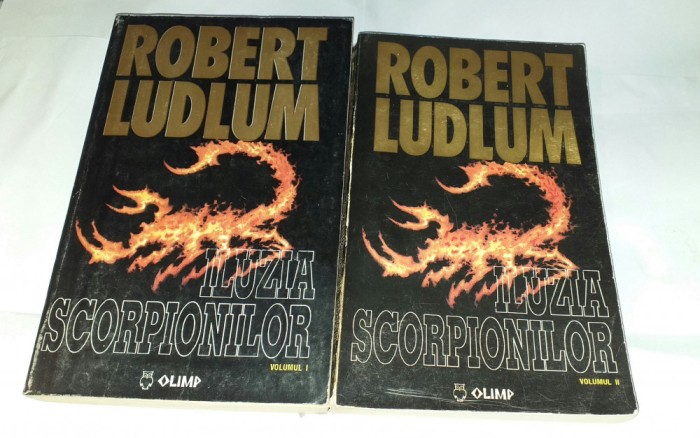 ROBERT
LUDLUM
ILUZIA
SCORPIONILOR
VOLUMUL I
OLIMP
ROBERT
LUDLUM
ILUZIA
SCORPIONILOR
VOLUMUL II
OLIMP